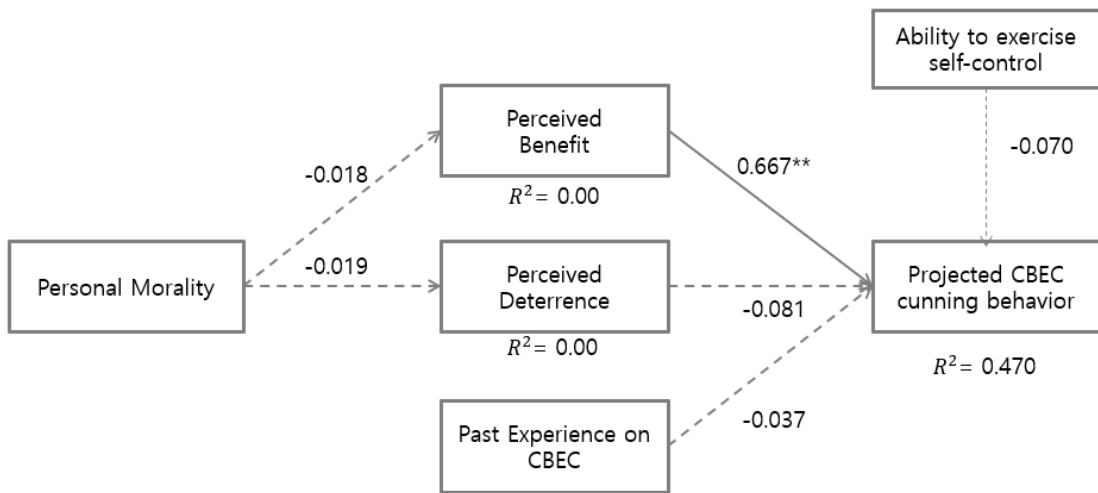 Ability to exercise
self-control
-0.070
Perceived
Benefit
R² = 0.00
-0.018
0.667**
Personal Morality
-0.019
Perceived
Deterrence
R² = 0.00
-0.081
Projected CBEC
cunning behavior
R² = 0.470
Past Experience on
CBEC
-0.037